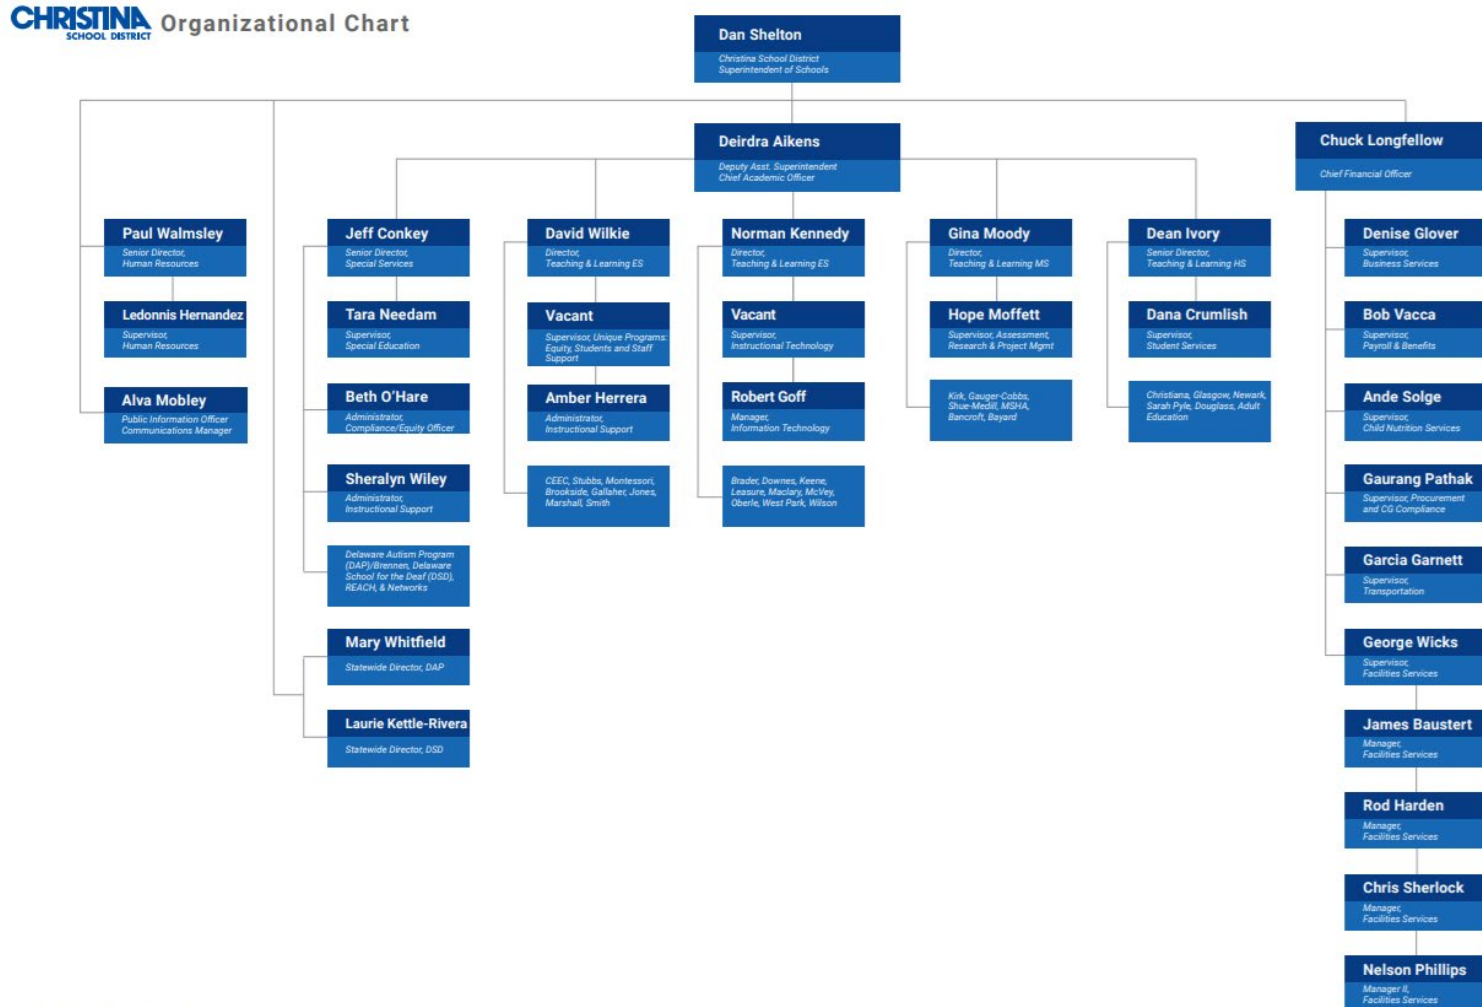 CHRISTINA
SCHOOL DISTRICT
Organizational Chart
Dan Shelton
Christina School District
Superintendent of Schools
Deirdra Aikens
Deputy Asst. Superintendent
Chief Academic Officer
Chuck Longfellow
Chief Financial Officer
Paul Walmsley
Senior Director,
Human Resources
Ledonnis Hernandez
Supervisor,
Human Resources
Alva Mobley
Public Information Officer
Communications Manager
Jeff Conkey
Senior Director,
Special Services
Tara Needam
Supervisor,
Special Education
Beth O'Hare
Administrator,
Compliance/Equity Officer
Sheralyn Wiley
Administrator,
Instructional Support
Delaware Autism Program
(DAP)/Brennen, Delaware
School for the Deaf (DSD),
REACH, & Networks
Mary Whitfield
Statewide Director, DAP
Laurie Kettle-Rivera
Statewide Director, DSD
David Wilkie
Director,
Teaching & Learning ES
Vacant
Supervisor, Unique Programs:
Equity, Students and Staff
Support
Amber Herrera
Administrator,
Instructional Support
CEEC, Stubbs, Montessori,
Brookside, Gallaher, Jones,
Marshall, Smith
Norman Kennedy
Director,
Teaching & Learning ES
Vacant
Supervisor,
Instructional Technology
Robert Goff
Manager,
Information Technology
Brader, Downes, Keene,
Leasure, Maclary, McVey,
Oberle, West Park, Wilson
Gina Moody
Director,
Teaching & Learning MS
Hope Moffett
Supervisor, Assessment,
Research & Project Mgmt
Kirk, Gauger-Cobbs,
Shue-Medill, MSHA,
Bancroft, Bayard
Dean Ivory
Senior Director,
Teaching & Learning HS
Dana Crumlish
Supervisor,
Student Services
Christiana, Glasgow, Newark,
Sarah Pyle, Douglass, Adult
Education
Denise Glover
Supervisor,
Business Services
Bob Vacca
Supervisor,
Payroll & Benefits
Ande Solge
Supervisor,
Child Nutrition Services
Gaurang Pathak
Supervisor, Procurement
and CG Compliance
Garcia Garnett
Supervisor,
Transportation
George Wicks
Supervisor,
Facilities Services
James Baustert
Manager,
Facilities Services
Rod Harden
Manager,
Facilities Services
Chris Sherlock
Manager,
Facilities Services
Nelson Phillips
Manager II,
Facilities Services